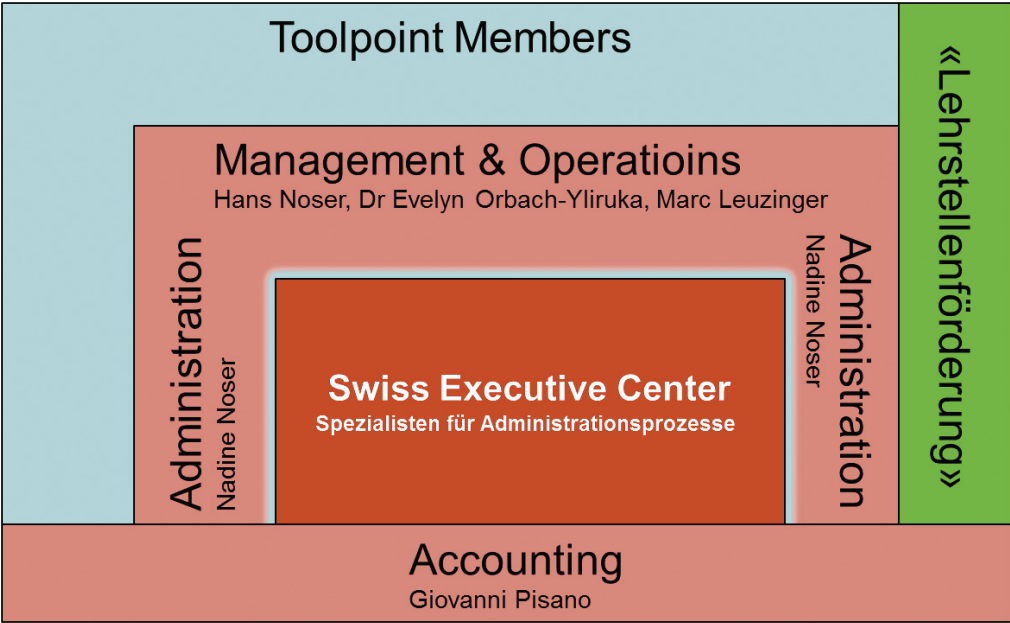 Toolpoint Members
Management & Operatioins
Hans Noser, Dr Evelyn Orbach-Yliruka, Marc Leuzinger
Administration
Nadine Noser
Swiss Executive Center
Spezialisten für Administrationsprozesse
Administration
Nadine Noser
«Lehrstellenförderung»
Accounting
Giovanni Pisano